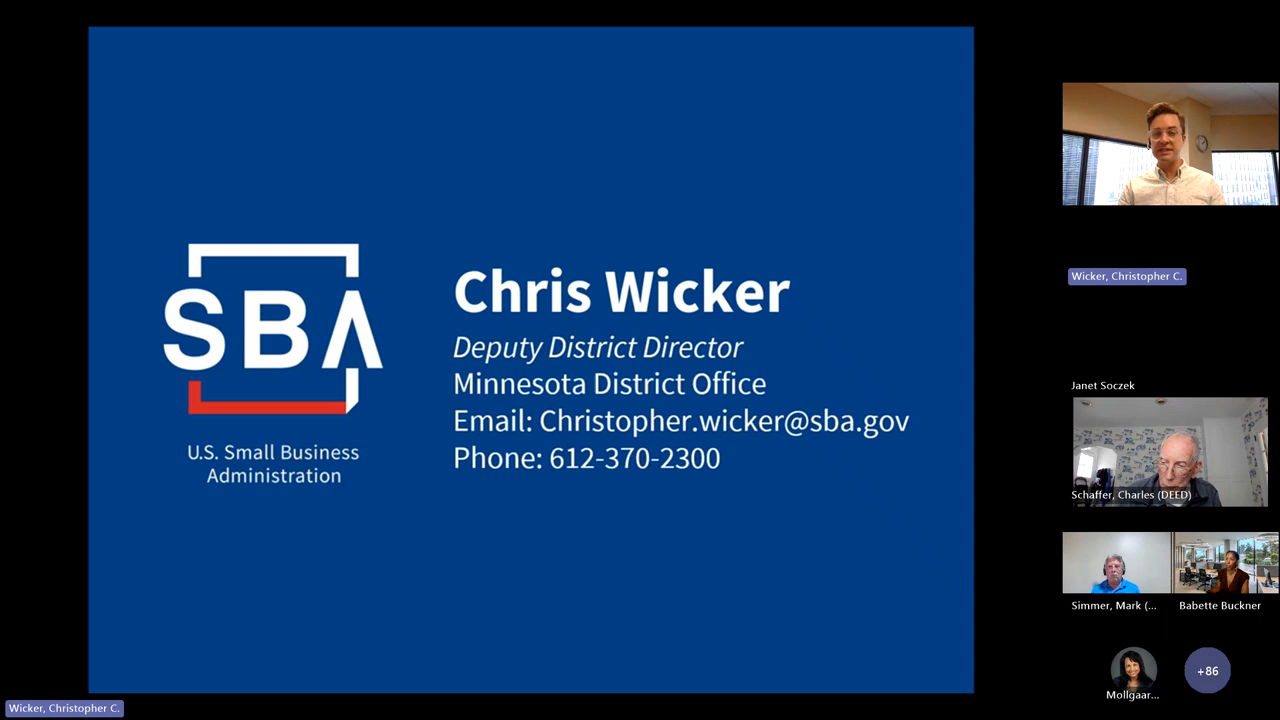 SBA
U.S. Small Business
Administration
Chris Wicker
Deputy District Director
Minnesota District Office
Email: Christopher.wicker@sba.gov
Phone: 612-370-2300
Wicker, Christopher C.
Janet Soczek
Schaffer, Charles (DEED)
Simmer, Mark (...
Babette Buckner
Mollgaar...
+86
Wicker, Christopher C.